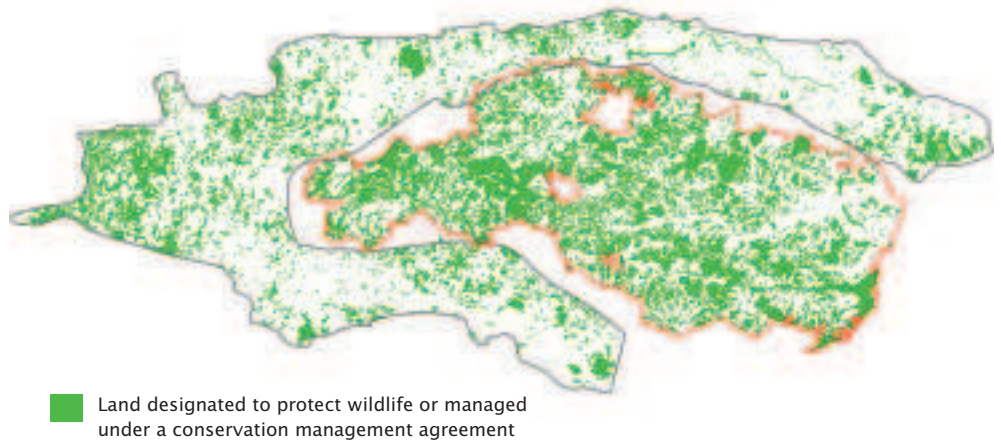 Land designated to protect wildlife or managed
under a conservation management agreement